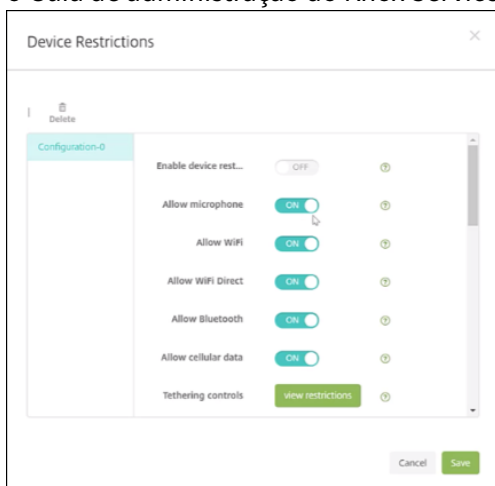 Device Restrictions
Delete
Configuration-0
Enable device rest...
OFF
Allow microphone
ON
Allow WiFi
ON
Allow WiFi Direct
ON
Allow Bluetooth
ON
Allow cellular data
ON
Tethering controls
view restrictions
Cancel
Save